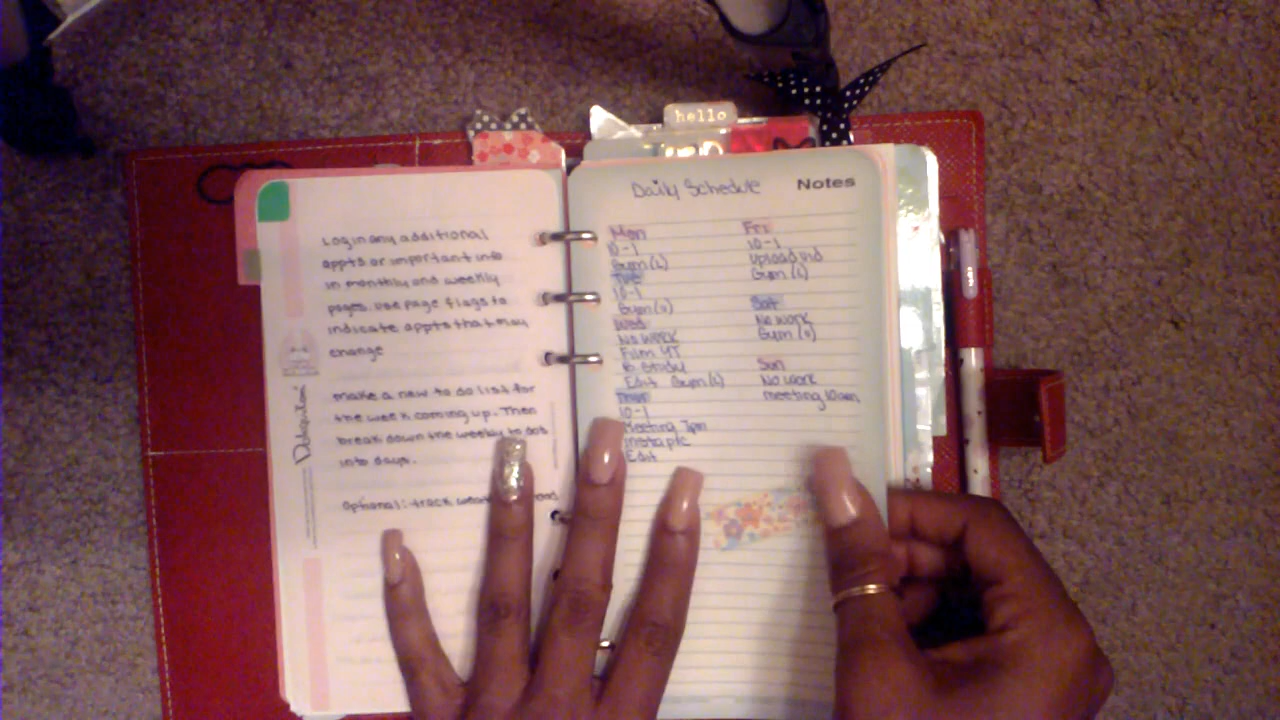 hello
Log in any additional
appts or important info
in monthly and weekly
pages. use page flags to
indicate appts that may
change
make a new to do list for
the week coming up. Then
break down the weekly to dos
into days.
Optional: track
Daily Schedule
Notes
Mon
10-1
Gym (L)
Tue
10-1
Gym (u)
Wed
No WORK
Film YT
B Study
Edit Gym (L)
Thur
10-1
Meeting 7pm
Insta pic
Edit
Fri
10-1
Upload vid
Gym (L)
Sat
No WORK
Gym (u)
Sun
No work
meeting 10am